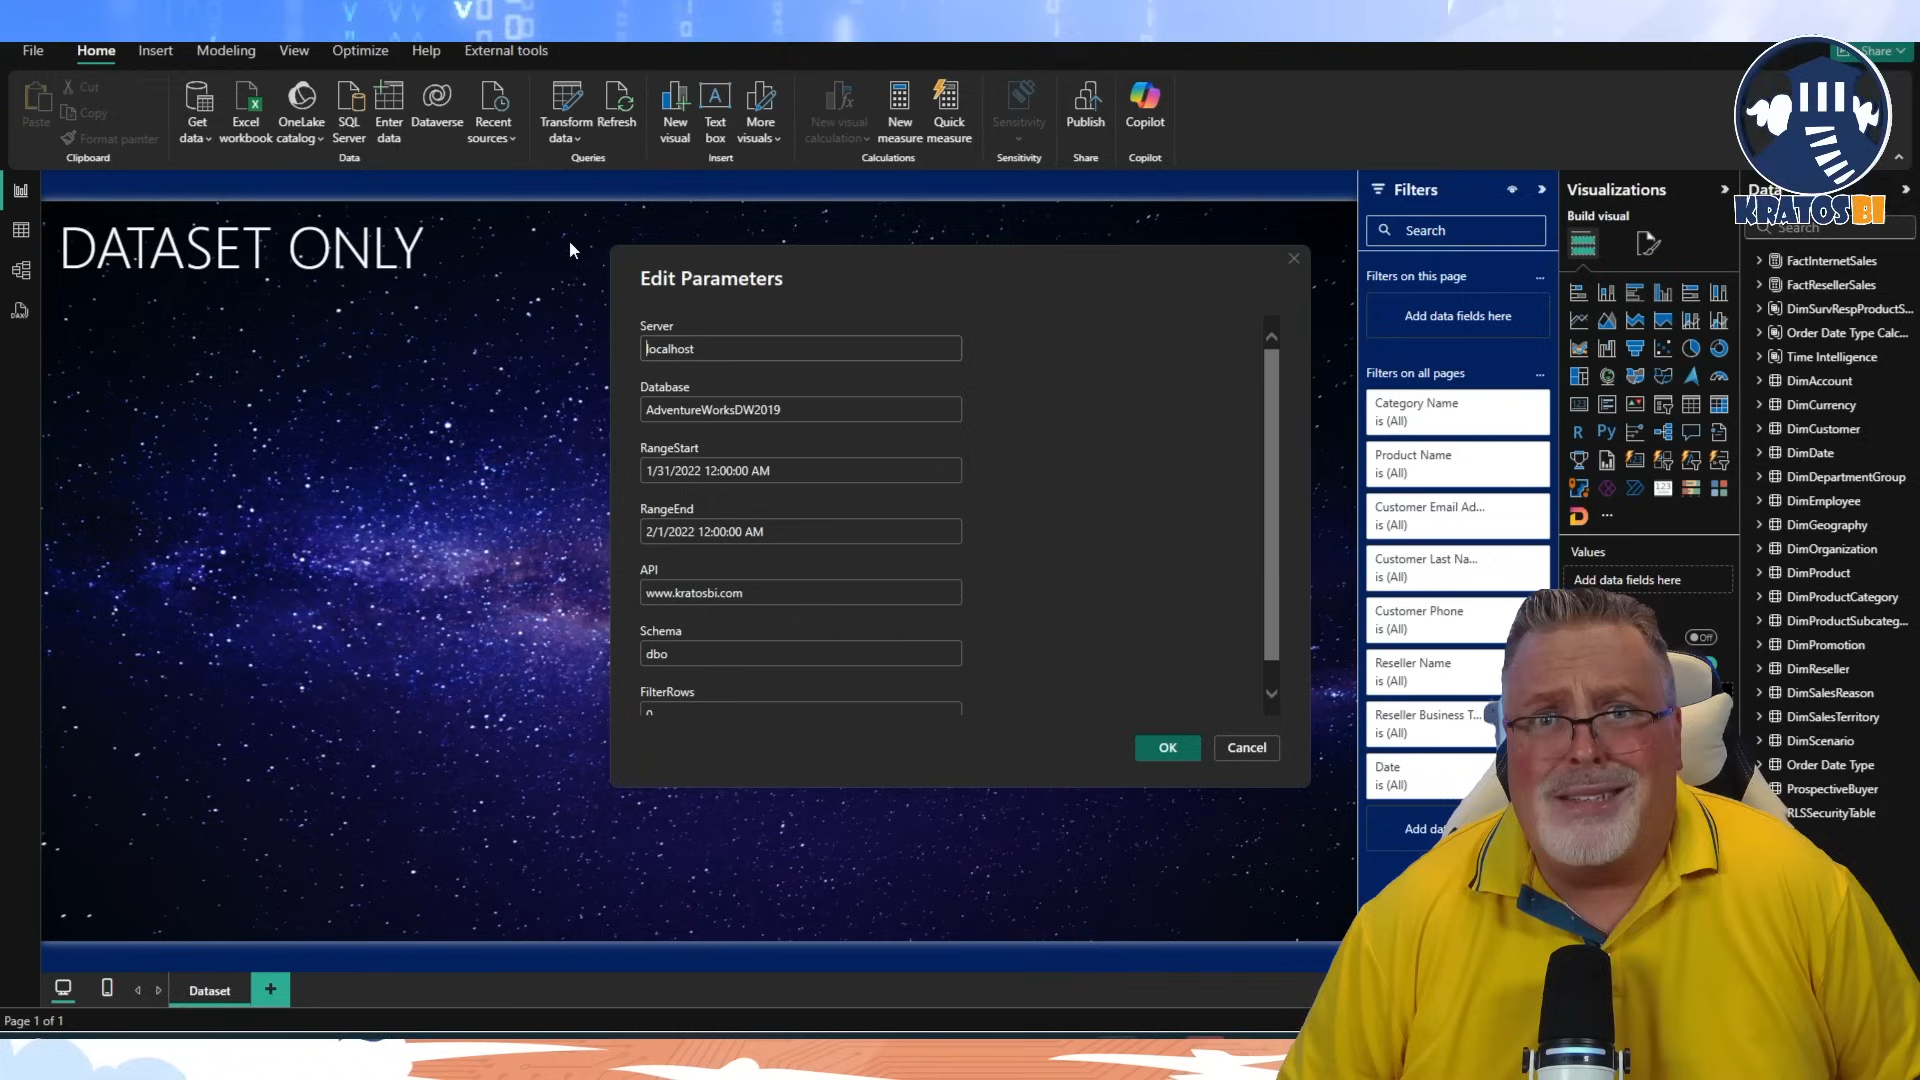 File Home Insert Modeling View Optimize Help External tools
Share
Paste
Cut
Copy
Format painter
Clipboard
Get data
Excel workbook
OneLake catalog
SQL Server
Enter data
Dataverse
Recent sources
Data
Transform data
Refresh
Queries
New visual
Text box
More visuals
Insert
New visual calculation
New measure
Quick measure
Calculations
Sensitivity
Sensitivity
Publish
Share
Copilot
Copilot
KRATOSBI
DATASET ONLY
Edit Parameters
Server
localhost
Database
AdventureWorksDW2019
RangeStart
1/31/2022 12:00:00 AM
RangeEnd
2/1/2022 12:00:00 AM
API
www.kratosbi.com
Schema
dbo
FilterRows
0
OK
Cancel
Filters
Search
Filters on this page
Add data fields here
Filters on all pages
Category Name
is (All)
Product Name
is (All)
Customer Email Ad...
is (All)
Customer Last Na...
is (All)
Customer Phone
is (All)
Reseller Name
is (All)
Reseller Business T...
is (All)
Date
is (All)
Visualizations
Build visual
R
Py
123
Values
Add data fields here
Off
Search
FactInternetSales
FactResellerSales
DimSurvRespProductS...
Order Date Type Calc...
Time Intelligence
DimAccount
DimCurrency
DimCustomer
DimDate
DimDepartmentGroup
DimEmployee
DimGeography
DimOrganization
DimProduct
DimProductCategory
DimProductSubcateg...
DimPromotion
DimReseller
DimSalesReason
DimSalesTerritory
DimScenario
Order Date Type
ProspectiveBuyer
RLSSecurityTable
Dataset
Page 1 of 1